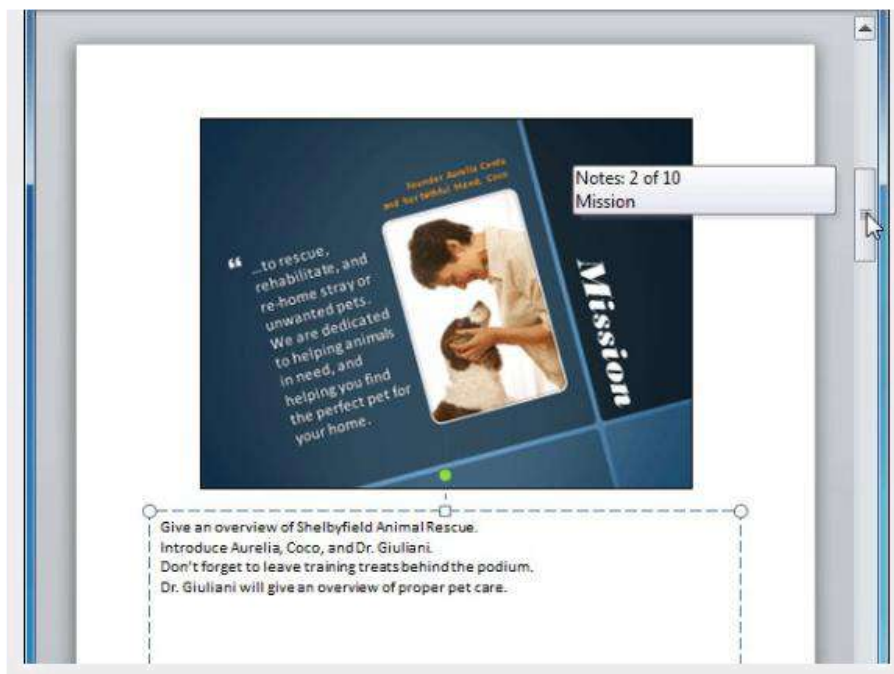 Founder Aurelia Conti
and her faithful friend, Coco
“ ...to rescue,
rehabilitate, and
re-home stray or
unwanted pets.
We are dedicated
to helping animals
in need, and
helping you find
the perfect pet for
your home.
Mission
Notes: 2 of 10
Mission
Give an overview of Shelbyfield Animal Rescue.
Introduce Aurelia, Coco, and Dr. Giuliani.
Don't forget to leave training treats behind the podium.
Dr. Giuliani will give an overview of proper pet care.